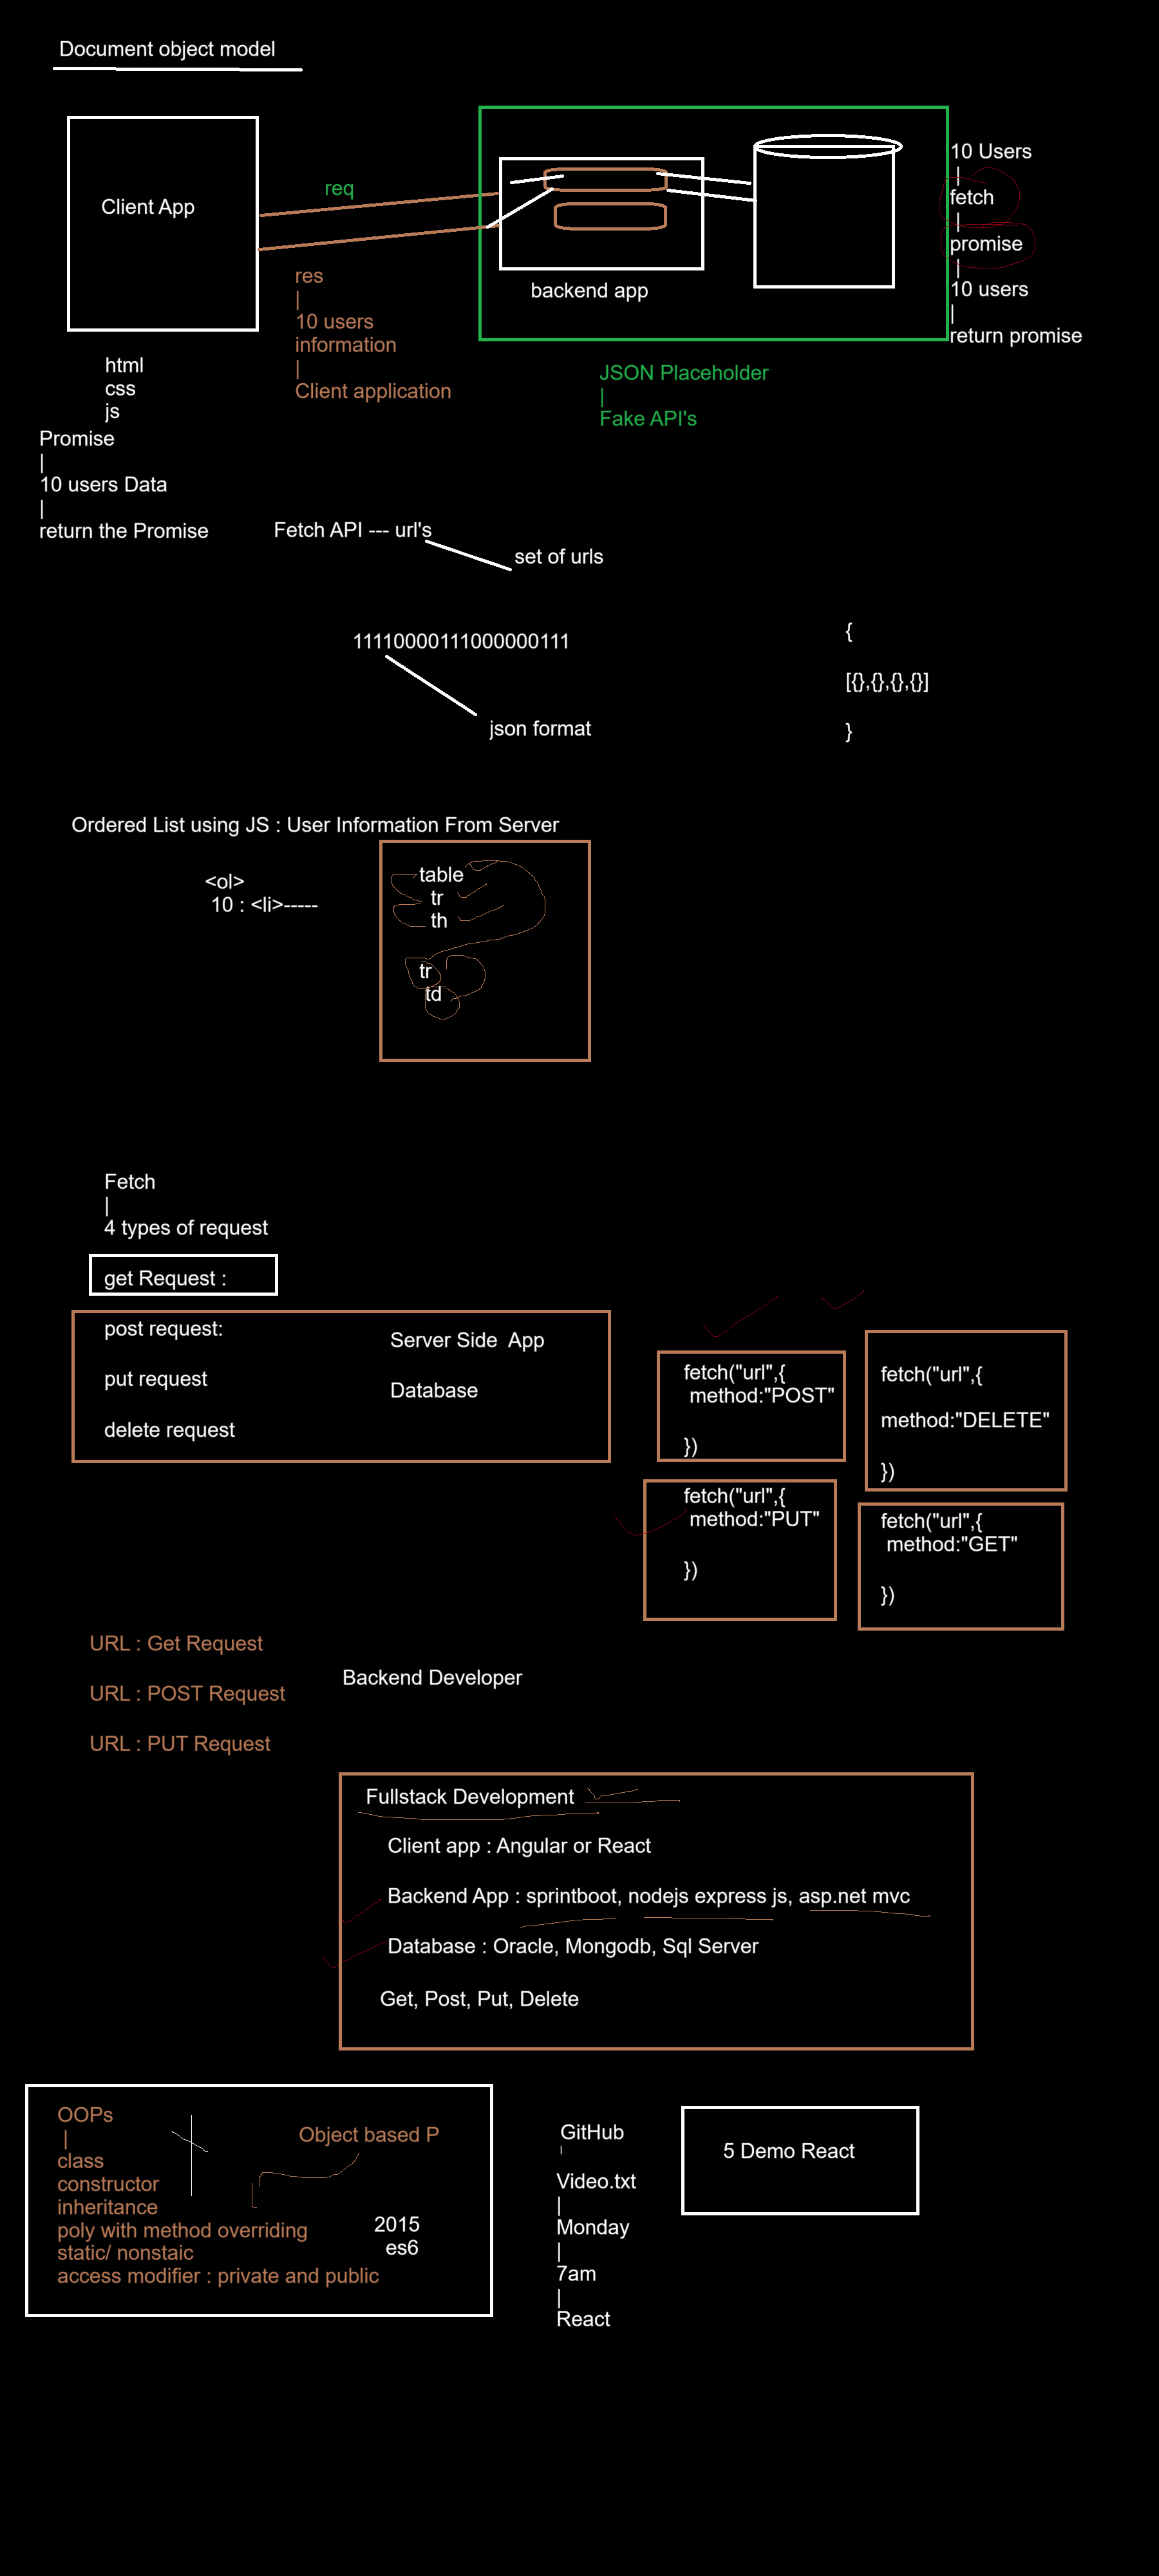 Document object model
Client App
req
backend app
10 Users
|
fetch
|
promise
|
10 users
|
return promise
res
|
10 users
information
|
Client application
JSON Placeholder
|
Fake API's
html
css
js
Promise
|
10 users Data
|
return the Promise
Fetch API --- url's
set of urls
11110000111000000111
json format
{
[{},{},{},{}]
}
Ordered List using JS : User Information From Server
<ol>
10 : <li>-----
table
tr
th
tr
td
Fetch
|
4 types of request
get Request :
post request:
put request
delete request
Server Side  App
Database
fetch("url",{
method:"POST"
})
fetch("url",{
method:"DELETE"
})
fetch("url",{
method:"PUT"
})
fetch("url",{
method:"GET"
})
URL : Get Request
URL : POST Request
URL : PUT Request
Backend Developer
Fullstack Development
Client app : Angular or React
Backend App : sprintboot, nodejs express js, asp.net mvc
Database : Oracle, Mongodb, Sql Server
Get, Post, Put, Delete
OOPs
|
class
constructor
inheritance
poly with method overriding
static/ nonstaic
access modifier : private and public
Object based P
2015
es6
GitHub
|
Video.txt
|
Monday
|
7am
|
React
5 Demo React